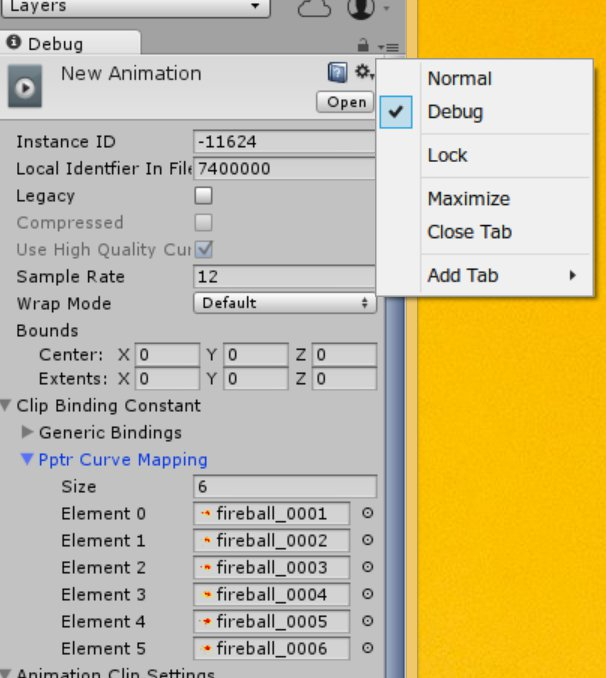 Layers
Debug
New Animation
Open
Normal
Debug
Lock
Maximize
Close Tab
Add Tab
Instance ID -11624
Local Identfier In File 7400000
Legacy
Compressed
Use High Quality Cur
Sample Rate 12
Wrap Mode Default
Bounds
Center: X 0 Y 0 Z 0
Extents: X 0 Y 0 Z 0
Clip Binding Constant
Generic Bindings
Pptr Curve Mapping
Size 6
Element 0 fireball_0001
Element 1 fireball_0002
Element 2 fireball_0003
Element 3 fireball_0004
Element 4 fireball_0005
Element 5 fireball_0006
Animation Clip Settings